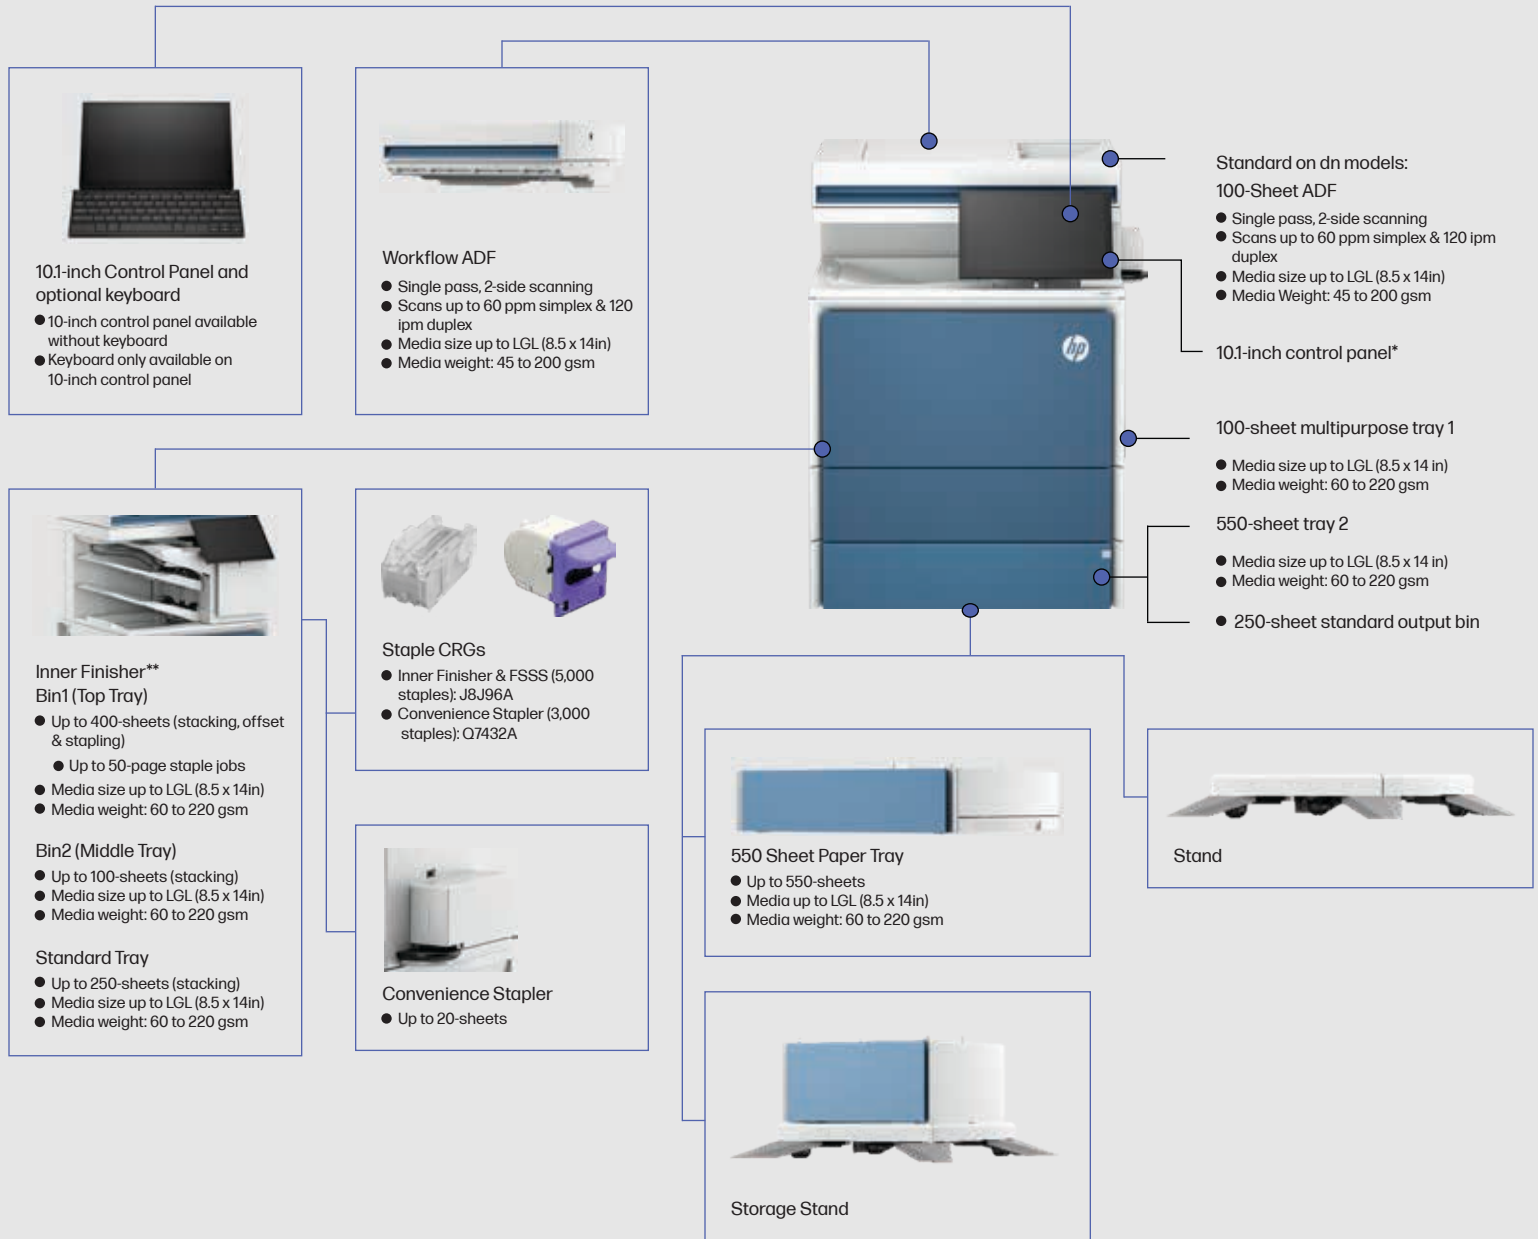 10.1-inch Control Panel and
optional keyboard
● 10-inch control panel available
without keyboard
● Keyboard only available on
10-inch control panel
Workflow ADF
● Single pass, 2-side scanning
● Scans up to 60 ppm simplex & 120
ipm duplex
● Media size up to LGL (8.5 x 14in)
● Media weight: 45 to 200 gsm
hp
Standard on dn models:
100-Sheet ADF
● Single pass, 2-side scanning
● Scans up to 60 ppm simplex & 120 ipm
duplex
● Media size up to LGL (8.5 x 14in)
● Media Weight: 45 to 200 gsm
10.1-inch control panel*
100-sheet multipurpose tray 1
● Media size up to LGL (8.5 x 14 in)
● Media weight: 60 to 220 gsm
550-sheet tray 2
● Media size up to LGL (8.5 x 14 in)
● Media weight: 60 to 220 gsm
● 250-sheet standard output bin
Inner Finisher**
Bin1 (Top Tray)
● Up to 400-sheets (stacking, offset
& stapling)
● Up to 50-page staple jobs
● Media size up to LGL (8.5 x 14in)
● Media weight: 60 to 220 gsm
Bin2 (Middle Tray)
● Up to 100-sheets (stacking)
● Media size up to LGL (8.5 x 14in)
● Media weight: 60 to 220 gsm
Standard Tray
● Up to 250-sheets (stacking)
● Media size up to LGL (8.5 x 14in)
● Media weight: 60 to 220 gsm
Staple CRGs
● Inner Finisher & FSSS (5,000
staples): J8J96A
● Convenience Stapler (3,000
staples): Q7432A
Convenience Stapler
● Up to 20-sheets
550 Sheet Paper Tray
● Up to 550-sheets
● Media up to LGL (8.5 x 14in)
● Media weight: 60 to 220 gsm
Stand
Storage Stand